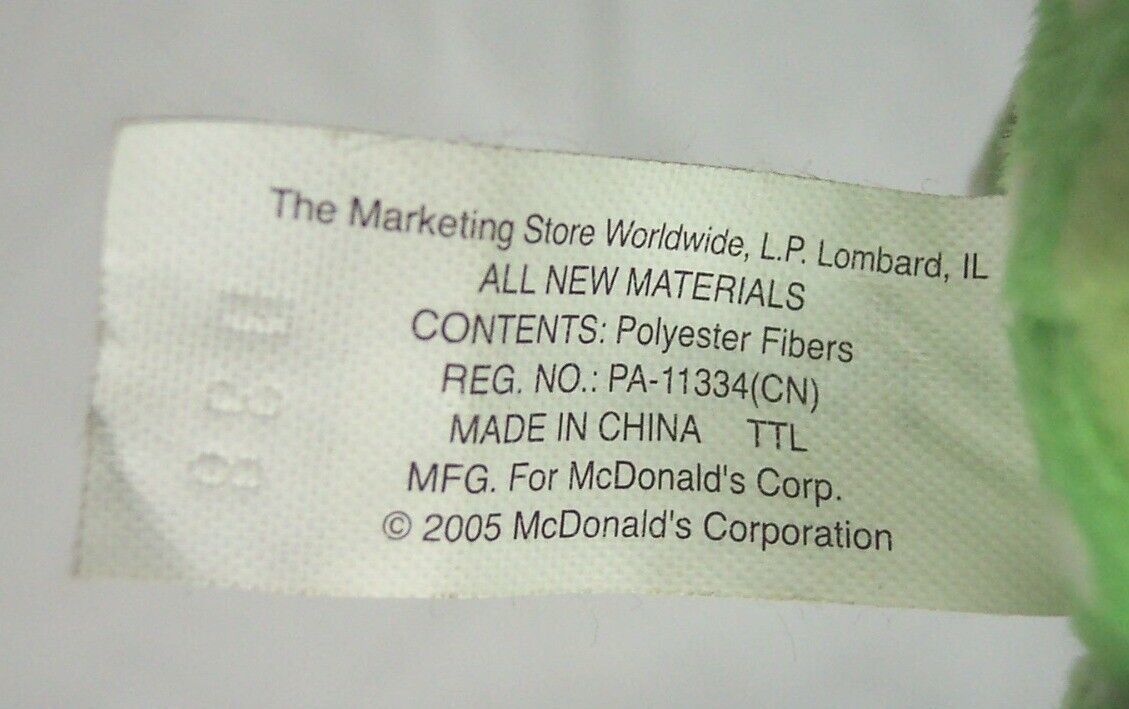 The Marketing Store Worldwide, L.P. Lombard, IL
ALL NEW MATERIALS
CONTENTS: Polyester Fibers
REG. NO.: PA-11334(CN)
MADE IN CHINA TTL
MFG. For McDonald's Corp.
© 2005 McDonald's Corporation